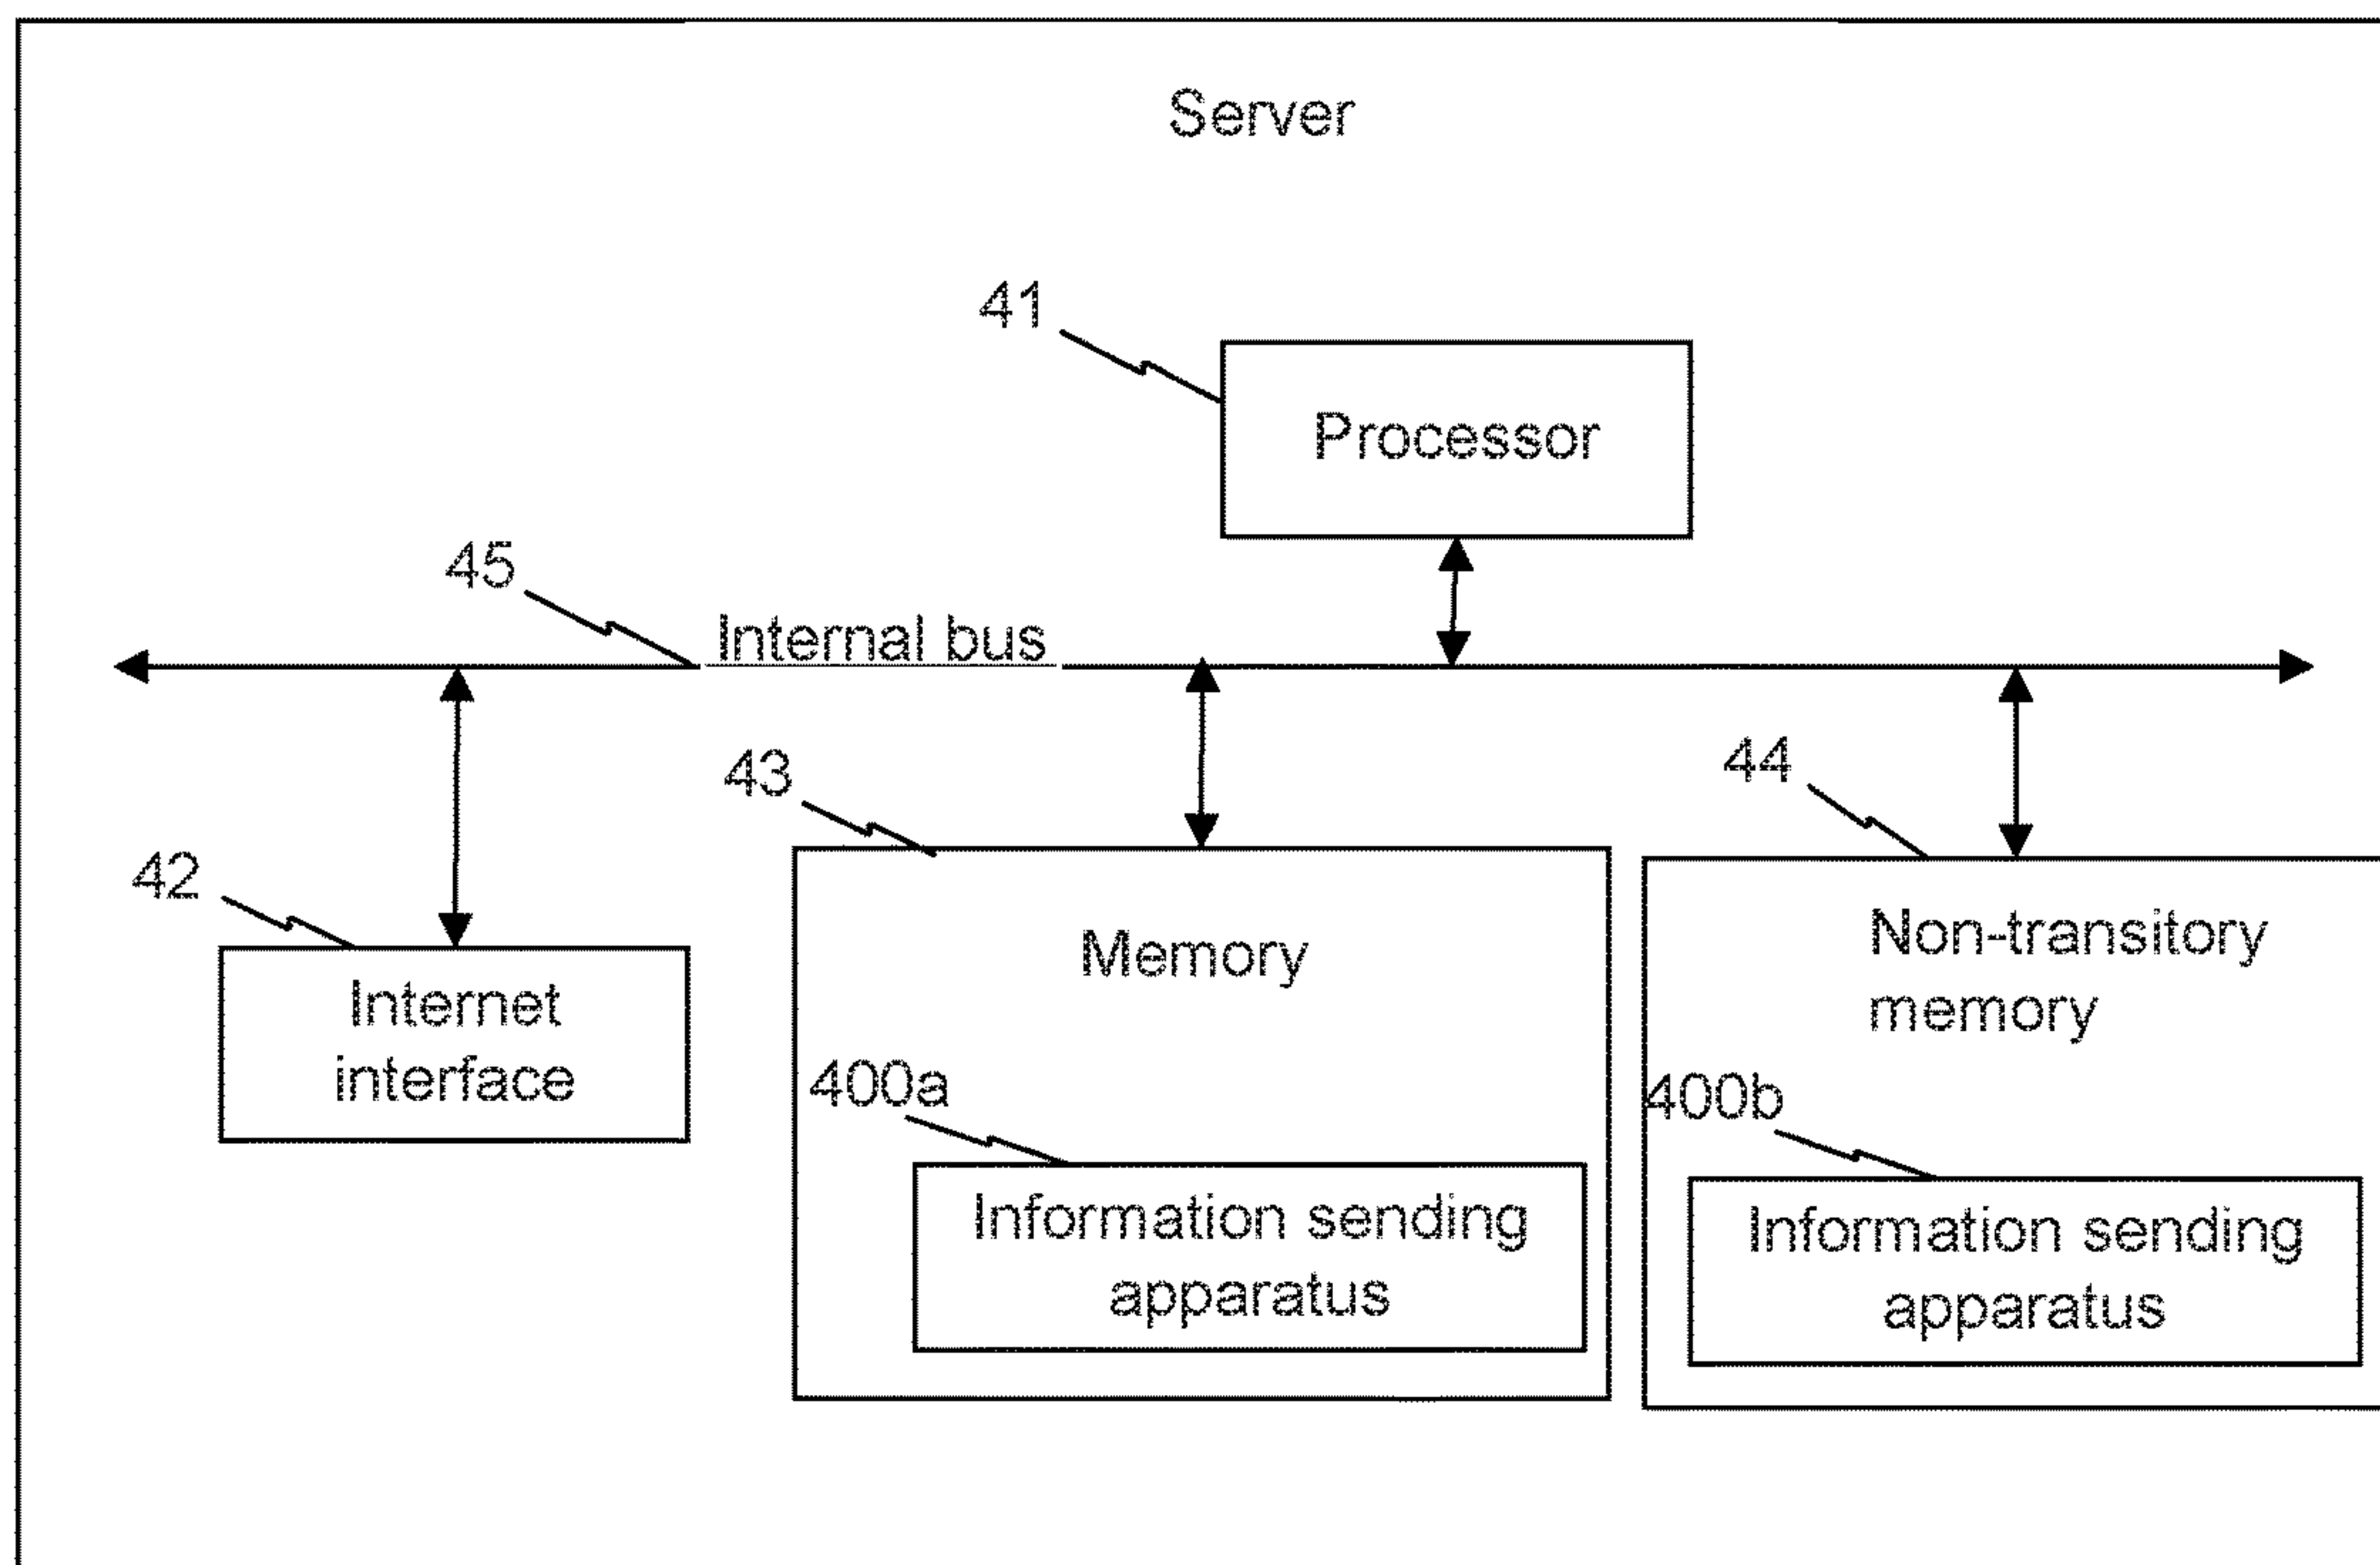 Server
41
Processor
45
Internal bus
43
44
42
Internet
interface
Memory
Non-transitory
memory
400a
400b
Information sending
apparatus
Information sending
apparatus